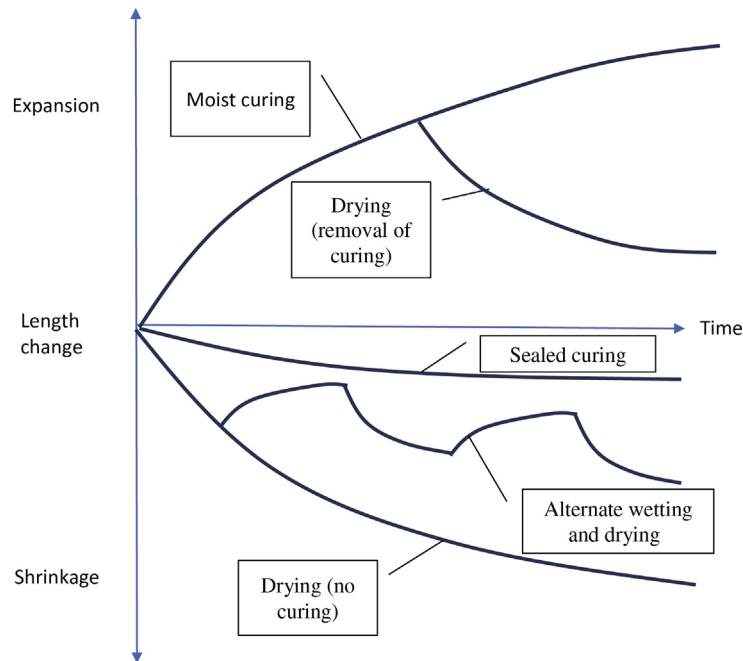 Expansion
Moist curing
Drying
(removal of
curing)
Length
change
Time
Sealed curing
Alternate wetting
and drying
Shrinkage
Drying (no
curing)